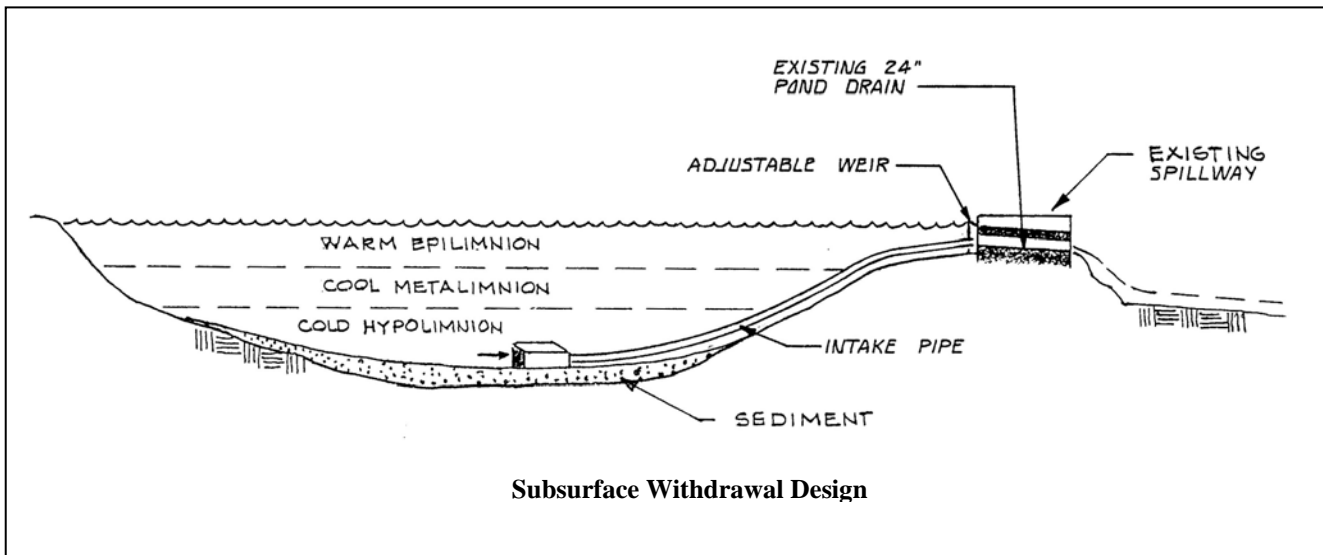 EXISTING 24"
POND DRAIN
ADJUSTABLE WEIR
EXISTING
SPILLWAY
WARM EPILIMNION
COOL METALIMNION
COLD HYPOLIMNION
INTAKE PIPE
SEDIMENT
Subsurface Withdrawal Design